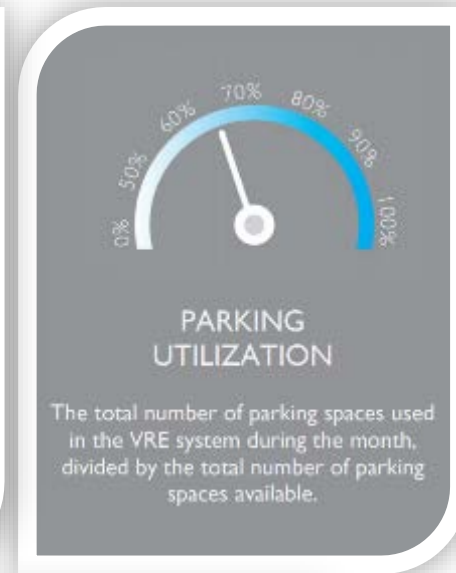 0%
50%
60%
70%
80%
90%
100%
PARKING
UTILIZATION
The total number of parking spaces used
in the VRE system during the month,
divided by the total number of parking
spaces available.